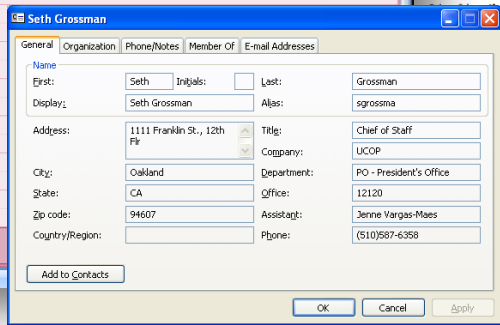 Seth Grossman
General Organization Phone/Notes Member Of E-mail Addresses
Name
First: Seth Initials: Last: Grossman
Display: Seth Grossman Alias: sgrossma
Address: 1111 Franklin St., 12th Title: Chief of Staff
Flr Company: UCOP
City: Oakland Department: PO - President's Office
State: CA Office: 12120
Zip code: 94607 Assistant: Jenne Vargas-Maes
Country/Region: Phone: (510)587-6358
Add to Contacts
OK Cancel Apply